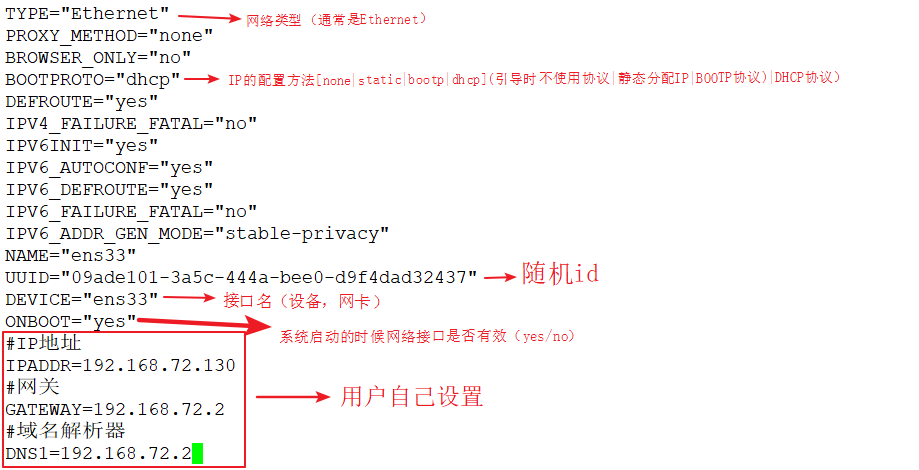 TYPE="Ethernet" 网络类型（通常是Ethernet）
PROXY_METHOD="none"
BROWSER_ONLY="no"
BOOTPROTO="dhcp" IP的配置方法[none|static|bootp|dhcp](引导时不使用协议|静态分配IP|BOOTP协议)|DHCP协议）
DEFROUTE="yes"
IPV4_FAILURE_FATAL="no"
IPV6INIT="yes"
IPV6_AUTOCONF="yes"
IPV6_DEFROUTE="yes"
IPV6_FAILURE_FATAL="no"
IPV6_ADDR_GEN_MODE="stable-privacy"
NAME="ens33"
UUID="09ade101-3a5c-444a-bee0-d9f4dad32437" 随机id
DEVICE="ens33" 接口名（设备，网卡）
ONBOOT="yes" 系统启动的时候网络接口是否有效（yes/no）
#IP地址
IPADDR=192.168.72.130
#网关 用户自己设置
GATEWAY=192.168.72.2
#域名解析器
DNS1=192.168.72.2